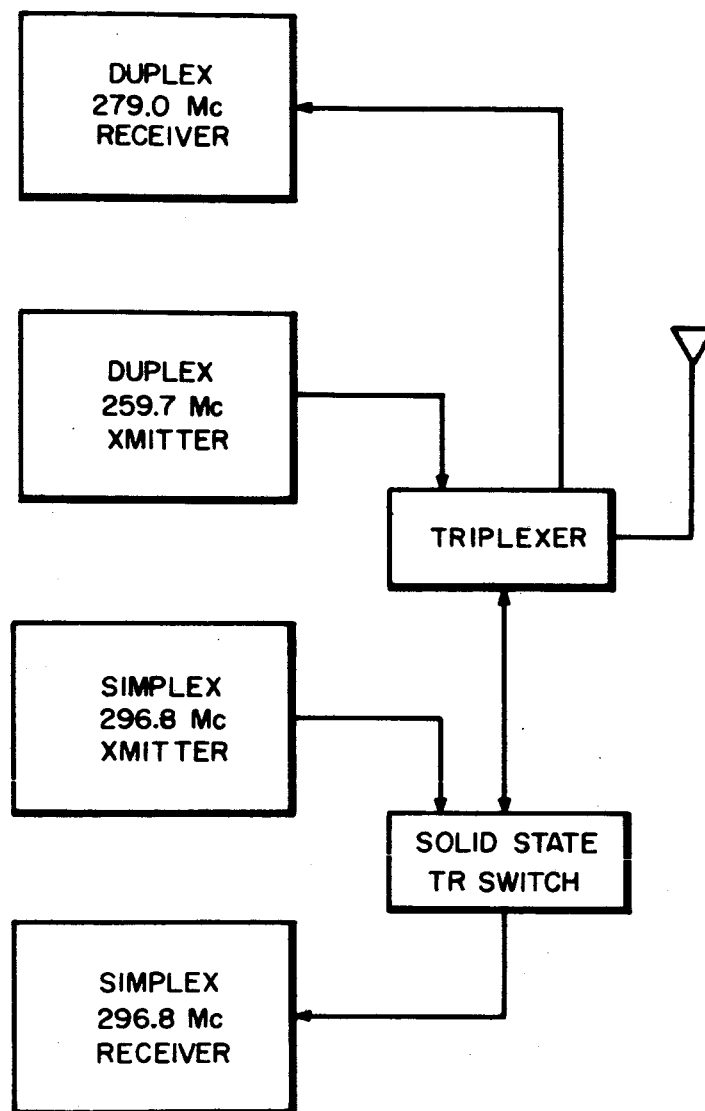 DUPLEX
279.0 Mc
RECEIVER
DUPLEX
259.7 Mc
XMITTER
TRIPLEXER
SIMPLEX
296.8 Mc
XMITTER
SOLID STATE
TR SWITCH
SIMPLEX
296.8 Mc
RECEIVER